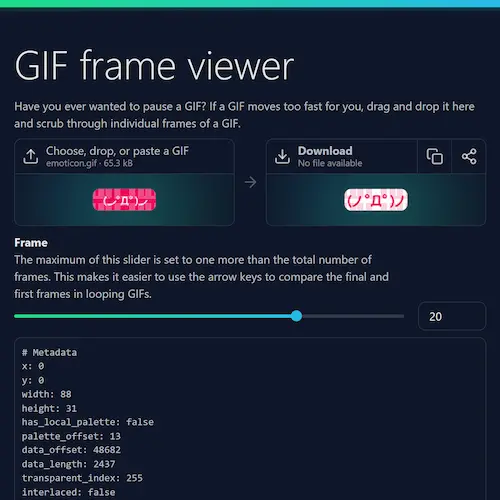 GIF frame viewer
Have you ever wanted to pause a GIF? If a GIF moves too fast for you, drag and drop it here
and scrub through individual frames of a GIF.
Choose, drop, or paste a GIF
emoticon.gif · 65.3 kB
Download
No file available
(ノ°Д°)ノ
Frame
The maximum of this slider is set to one more than the total number of
frames. This makes it easier to use the arrow keys to compare the final and
first frames in looping GIFs.
20
# Metadata
x: 0
y: 0
width: 88
height: 31
has_local_palette: false
palette_offset: 13
data_offset: 48682
data_length: 2437
transparent_index: 255
interlaced: false